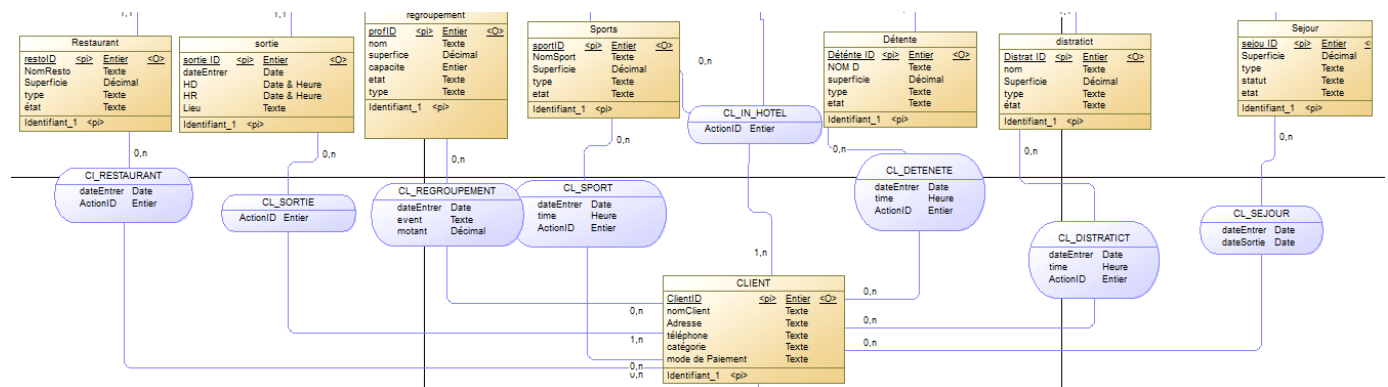 1,1
1,1
0,n
Restaurant
restoID <pi> Entier <O>
NomResto Texte
Superficie Décimal
type Texte
état Texte
Identifiant_1 <pi>
sortie
sortie ID <pi> Entier <O>
dateEntrer Date
HD Date & Heure
HR Date & Heure
Lieu Texte
Identifiant_1 <pi>
regroupement
profID <pi> Entier <O>
nom Texte
superfice Décimal
capacite Entier
etat Texte
type Texte
Identifiant_1 <pi>
Sports
sportID <pi> Entier <O>
NomSport Texte
Superficie Décimal
type Texte
etat Texte
Identifiant_1 <pi>
Détente
Déténte ID <pi> Entier <O>
NOM D Texte
superficie Décimal
type Texte
etat Texte
Identifiant_1 <pi>
distratict
Distrat ID <pi> Entier <O>
nom Texte
Superficie Décimal
type Texte
état Texte
Identifiant_1 <pi>
Sejour
sejou ID <pi> Entier <O>
superficie Décimal
type Texte
statut Texte
etat Texte
Identifiant_1 <pi>
CL_IN_HOTEL
ActionID Entier
0,n
0,n
0,n
0,n
0,n
0,n
0,n
CI_RESTAURANT
dateEntrer Date
ActionID Entier
CL_SORTIE
ActionID Entier
CL_REGROUPEMENT
dateEntrer Date
event Texte
motant Décimal
CL_SPORT
dateEntrer Date
time Heure
ActionID Entier
CL_DETENETE
dateEntrer Date
time Heure
ActionID Entier
CL_DISTRATICT
dateEntrer Date
time Heure
ActionID Entier
CL_SEJOUR
dateEntrer Date
dateSortie Date
1,n
CLIENT
ClientID <pi> Entier <O>
nomClient Texte
Adresse Texte
téléphone Texte
catégorie Texte
mode de Paiement Texte
Identifiant_1 <pi>
0,n
1,n
0,n
0,n
0,n
0,n
0,n